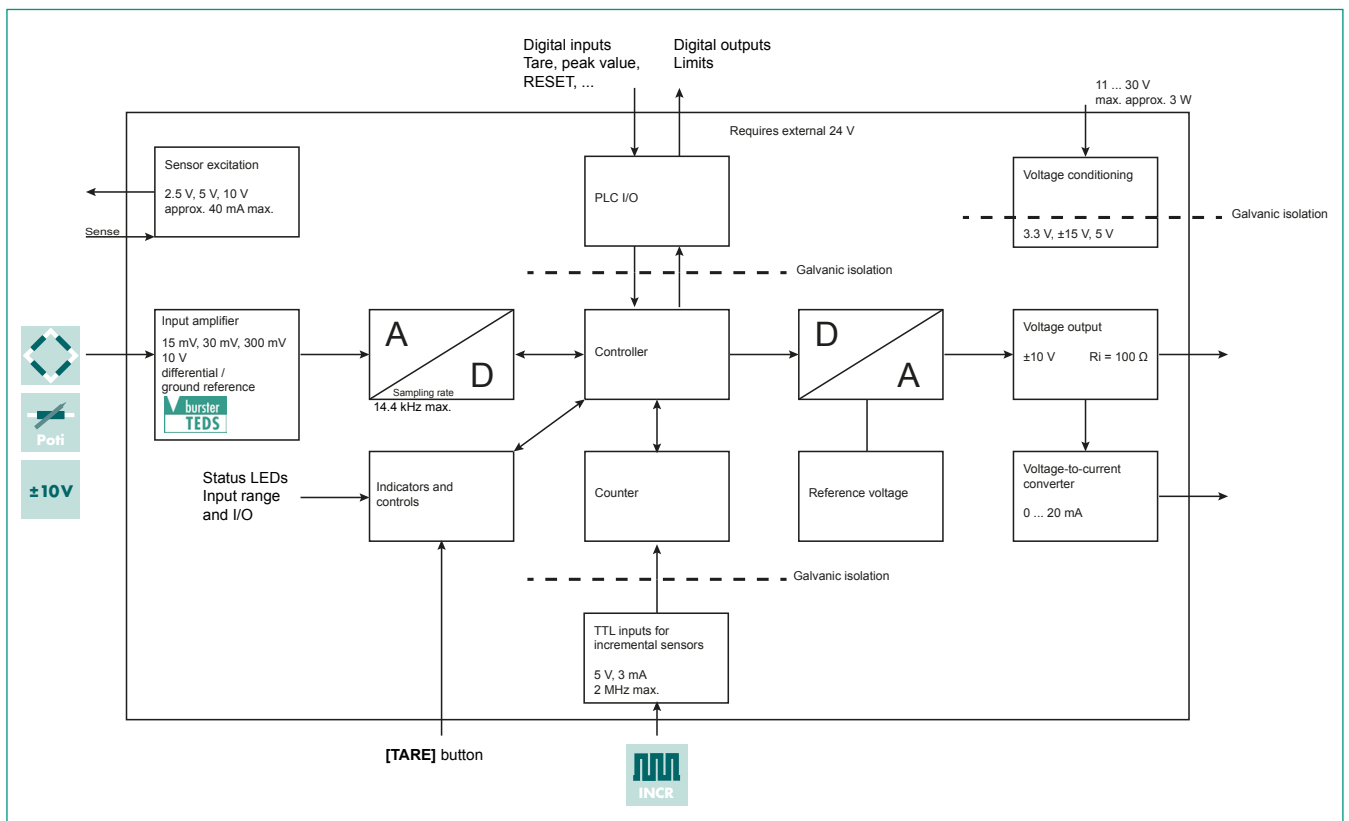 Digital inputs
Tare, peak value,
RESET, ...
Digital outputs
Limits
11 ... 30 V
max. approx. 3 W
Requires external 24 V
Sensor excitation
2.5 V, 5 V, 10 V
approx. 40 mA max.
Sense
PLC I/O
Voltage conditioning
3.3 V, ±15 V, 5 V
Galvanic isolation
Galvanic isolation
Input amplifier
15 mV, 30 mV, 300 mV
10 V
differential /
ground reference
burster
TEDS
A
D
Sampling rate
14.4 kHz max.
Controller
D
A
Voltage output
±10 V Ri = 100 Ω
Poti
±10V
Status LEDs
Input range
and I/O
Indicators and
controls
Counter
Reference voltage
Voltage-to-current
converter
0 ... 20 mA
Galvanic isolation
TTL inputs for
incremental sensors
5 V, 3 mA
2 MHz max.
[TARE] button
INCR